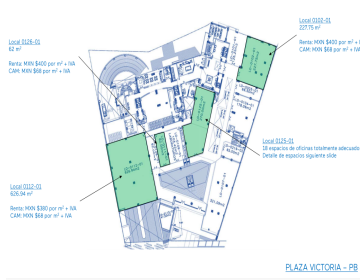 Local 0102-01
227.75 m²
Renta: MXN $400 por m² + I
CAM: MXN $68 por m² + IVA
Local 0126-01
62 m²
Renta: MXN $400 por m² + IVA
CAM: MXN $68 por m² + IVA
Local 0125-01
18 espacios de oficinas totalmente adecuado
Detalle de espacios siguiente slide
Local 0112-01
626.94 m²
Renta: MXN $380 por m² + IVA
CAM: MXN $68 por m² + IVA
PLAZA VICTORIA – PB